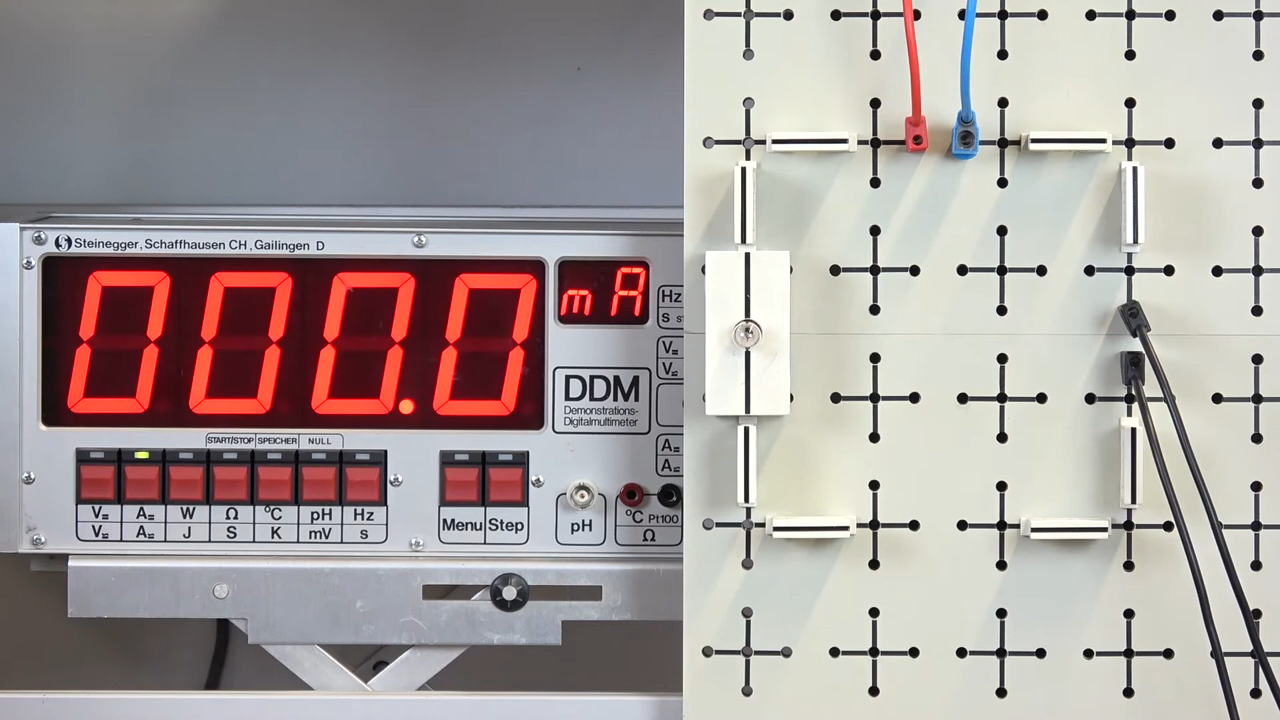 Steinegger, Schaffhausen CH, Gailingen D
000.0
mA
Hz
S
V=
V=
DDM
Demonstrations-
Digitalmultimeter
START/STOP SPEICHER NULL
A=
A=
V= A= W Ω °C pH Hz
V= A= J S K mV s
Menu Step
pH
°C Pt100
Ω